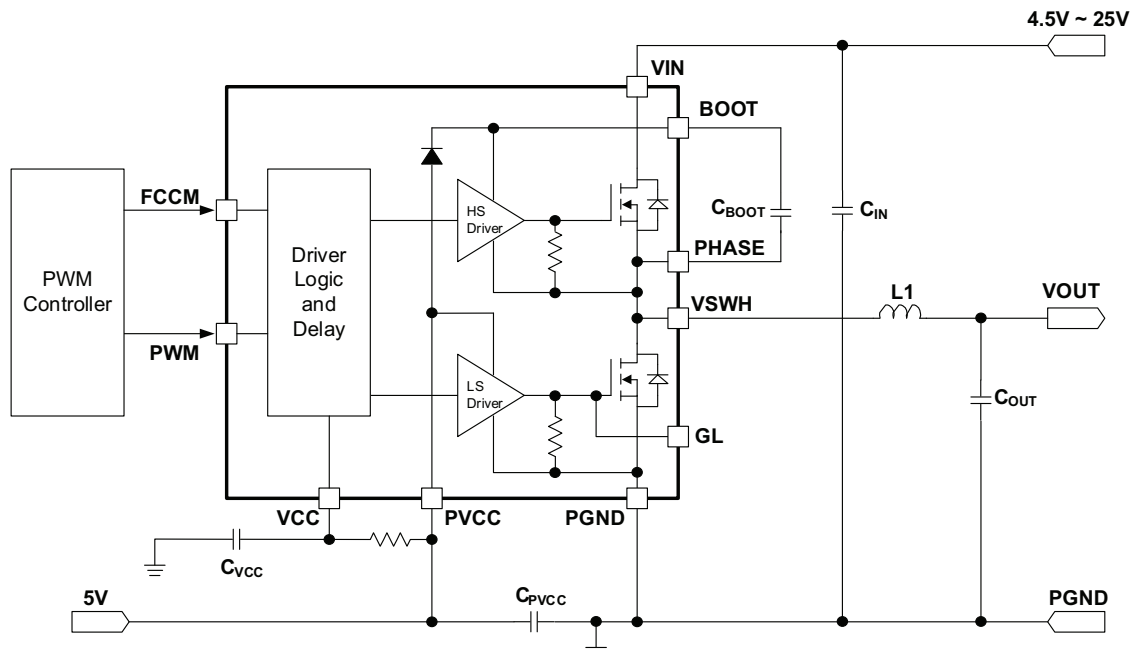 4.5V ~ 25V
VIN
BOOT
FCCM
HS
Driver
CBOOT
CIN
PWM
Controller
Driver
Logic
and
Delay
PHASE
L1
VOUT
VSWH
PWM
LS
Driver
COUT
GL
VCC
PVCC
PGND
CVCC
5V
CPVCC
PGND